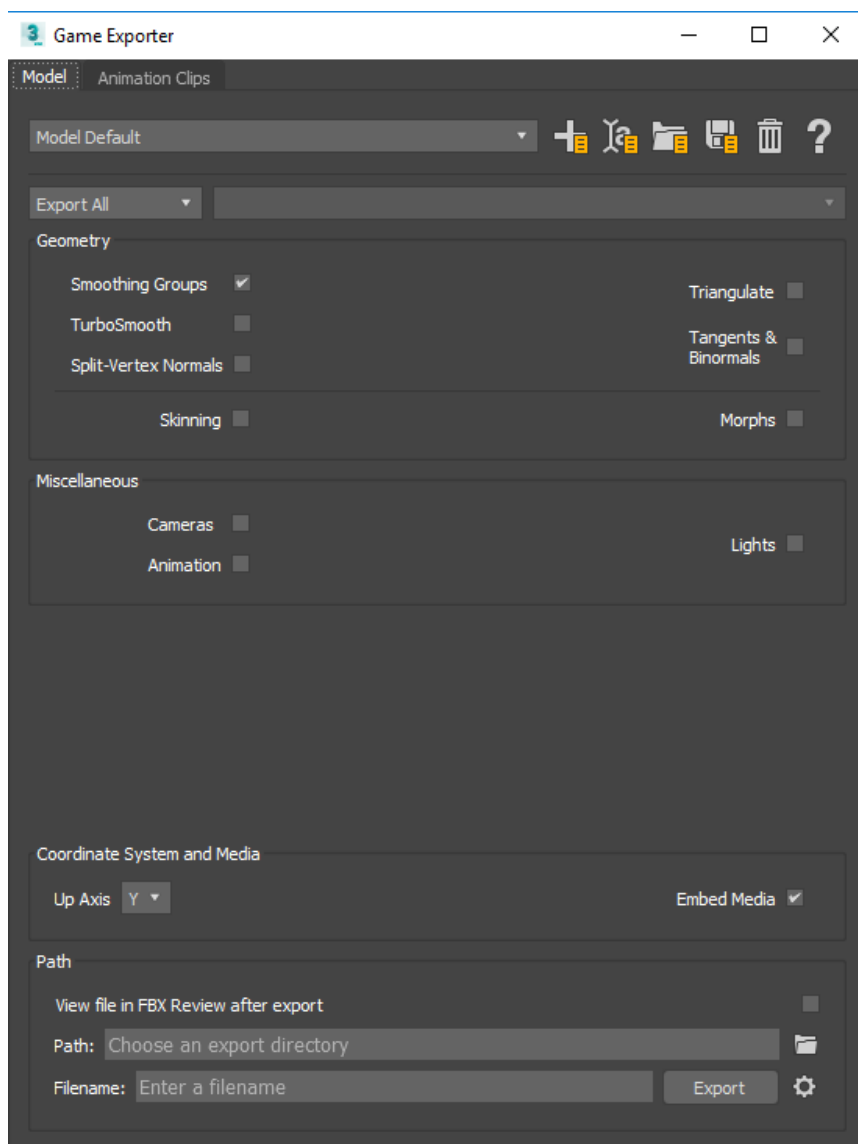 Game Exporter
Model
Animation Clips
Model Default
Export All
Geometry
Smoothing Groups
Triangulate
TurboSmooth
Tangents &
Binormals
Split-Vertex Normals
Skinning
Morphs
Miscellaneous
Cameras
Lights
Animation
Coordinate System and Media
Up Axis Y
Embed Media
Path
View file in FBX Review after export
Path: Choose an export directory
Filename: Enter a filename
Export